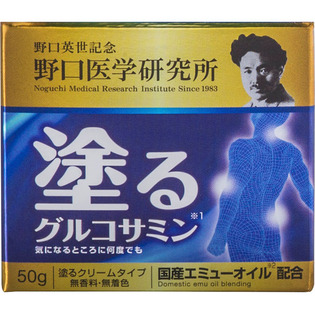 野口英世記念
野口医学研究所
Noguchi Medical Research Institute Since 1983
塗る
グルコサミン※1
気になるところに何度でも
50g
塗るクリームタイプ
無香料・無着色
国産エミューオイル※2配合
Domestic emu oil blending